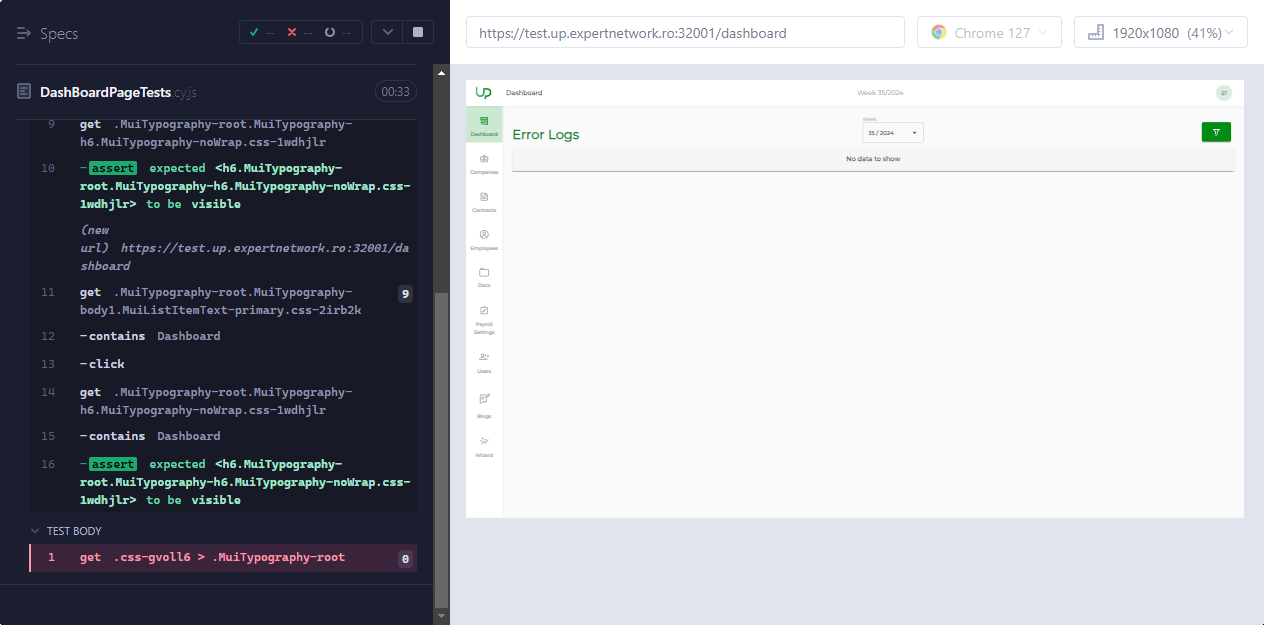 Specs
--
--
--
DashBoardPageTests.cy.js
00:33
9 get .MuiTypography-root.MuiTypography-
h6.MuiTypography-noWrap.css-1wdhjlr
10 -assert expected <h6.MuiTypography-
root.MuiTypography-h6.MuiTypography-noWrap.css-
1wdhjlr> to be visible
(new
url) https://test.up.expertnetwork.ro:32001/da
shboard
11 get .MuiTypography-root.MuiTypography-
body1.MuiListItemText-primary.css-2irb2k
9
12 -contains Dashboard
13 -click
14 get .MuiTypography-root.MuiTypography-
h6.MuiTypography-noWrap.css-1wdhjlr
15 -contains Dashboard
16 -assert expected <h6.MuiTypography-
root.MuiTypography-h6.MuiTypography-noWrap.css-
1wdhjlr> to be visible
TEST BODY
1 get .css-gvoll6 > .MuiTypography-root 0
https://test.up.expertnetwork.ro:32001/dashboard
Chrome 127
1920x1080 (41%)
UP
Dashboard
Week 35/2024
ST
Dashboard
Companies
Contracts
Employees
Docs
Payroll
Settings
Users
Blogs
Wizard
Error Logs
Week
35 / 2024
No data to show